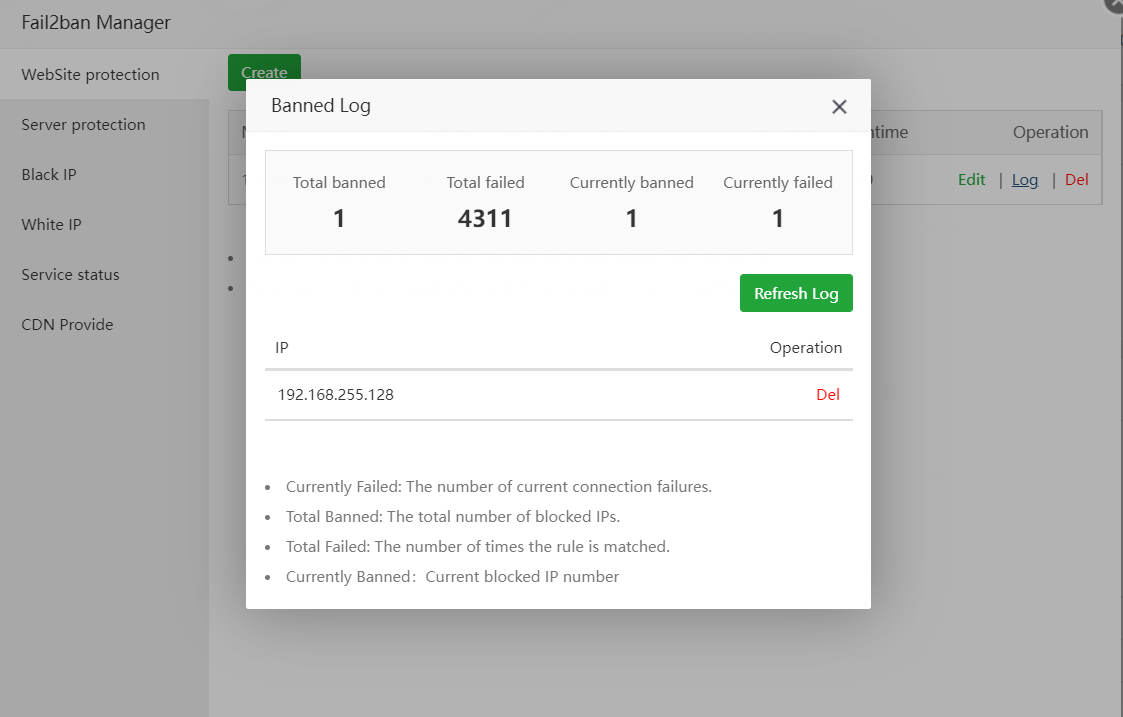 Fail2ban Manager
WebSite protection
Server protection
Black IP
White IP
Service status
CDN Provide
Create
Operation
Edit | Log | Del
Banned Log
Total banned Total failed Currently banned Currently failed
1 4311 1 1
Refresh Log
IP Operation
192.168.255.128 Del
• Currently Failed: The number of current connection failures.
• Total Banned: The total number of blocked IPs.
• Total Failed: The number of times the rule is matched.
• Currently Banned：Current blocked IP number